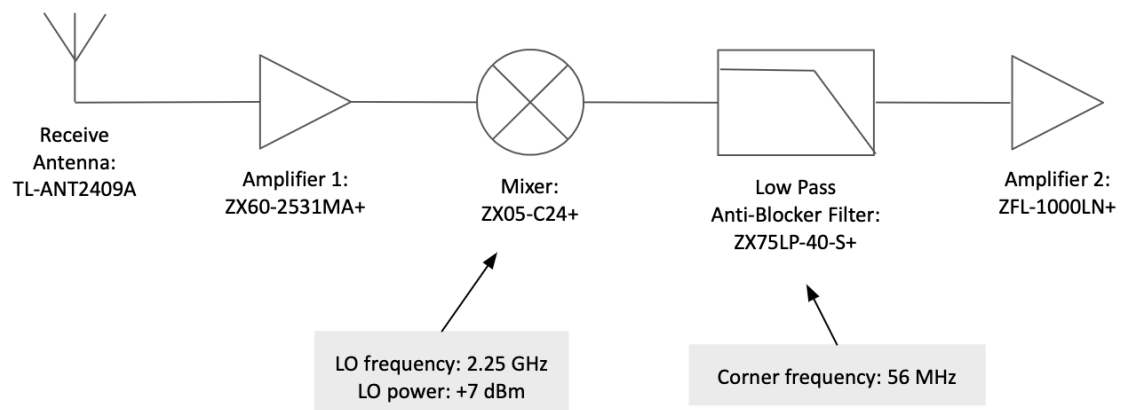 Receive
Antenna:
TL-ANT2409A
Amplifier 1:
ZX60-2531MA+
Mixer:
ZX05-C24+
Low Pass
Anti-Blocker Filter:
ZX75LP-40-S+
Amplifier 2:
ZFL-1000LN+
LO frequency: 2.25 GHz
LO power: +7 dBm
Corner frequency: 56 MHz